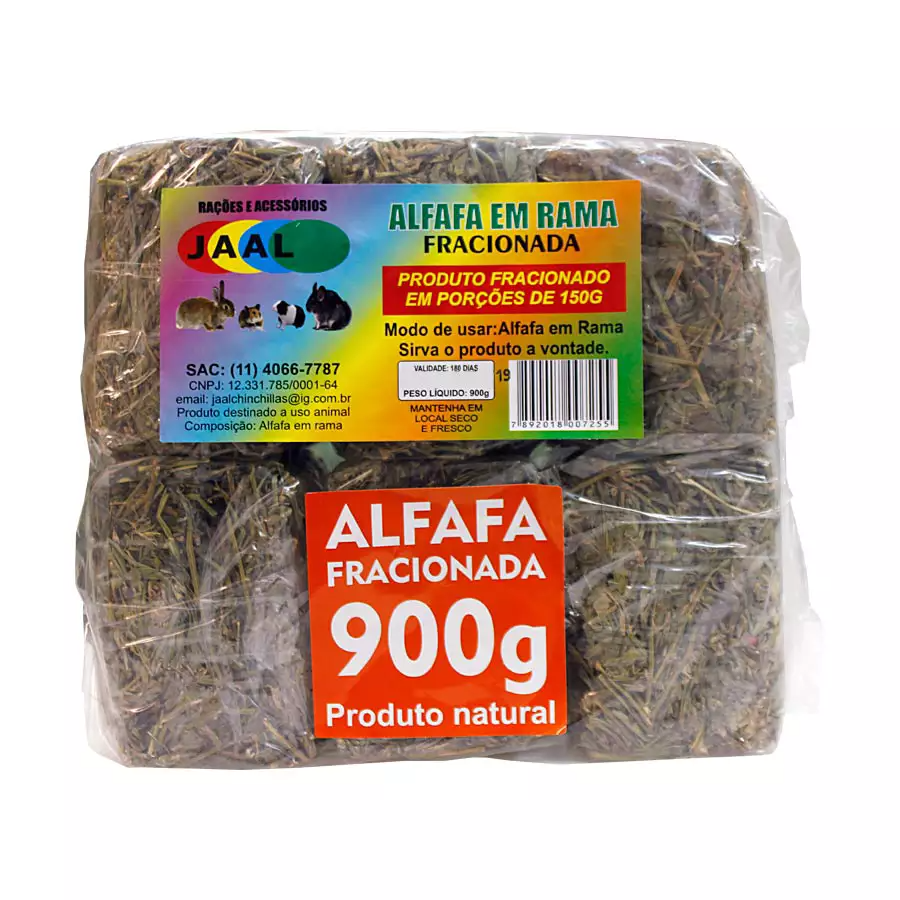 RAÇÕES E ACESSÓRIOS
JAAL
SAC: (11) 4066-7787
CNPJ: 12.331.785/0001-64
email: jaalchinchillas@ig.com.br
Produto destinado a uso animal
Composição: Alfafa em rama
ALFAFA EM RAMA
FRACIONADA
PRODUTO FRACIONADO
EM PORÇÕES DE 150G
Modo de usar:Alfafa em Rama
Sirva o produto a vontade.
VALIDADE: 180 DIAS
PESO LÍQUIDO: 900g
MANTENHA EM
LOCAL SECO
E FRESCO
19
7892018007255
ALFAFA
FRACIONADA
900g
Produto natural